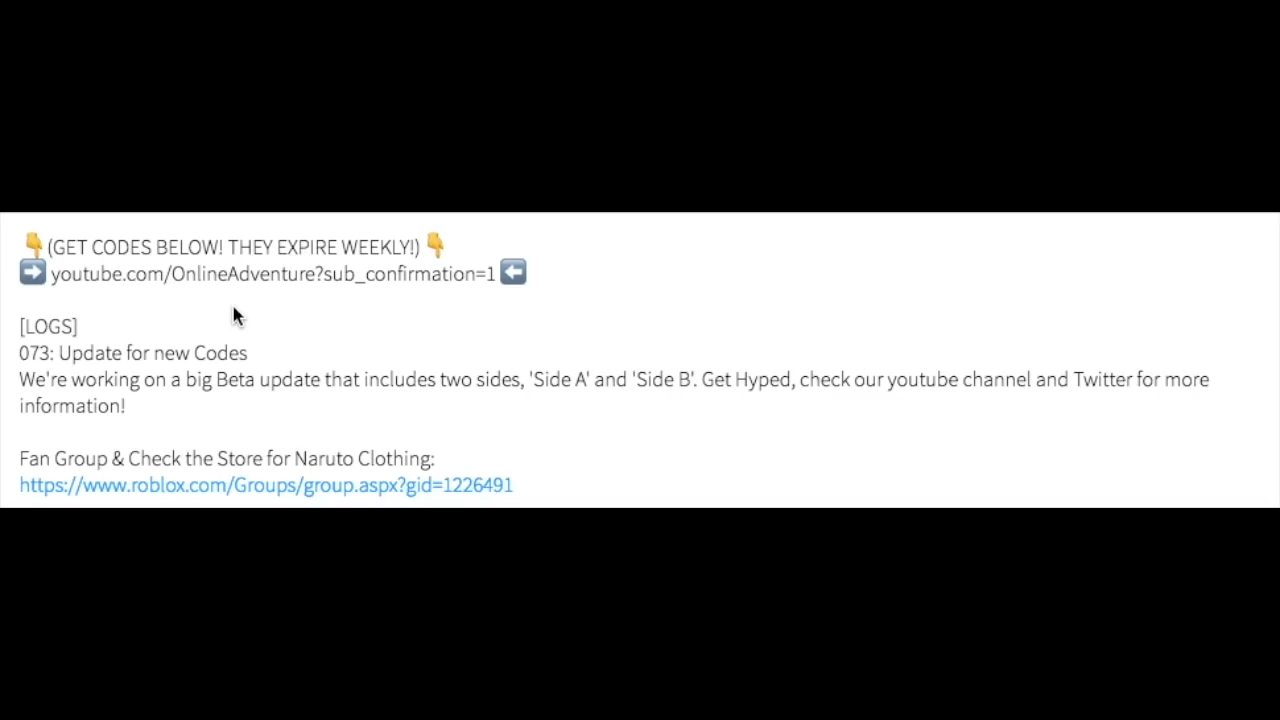 👇(GET CODES BELOW! THEY EXPIRE WEEKLY!) 👇
➡️ youtube.com/OnlineAdventure?sub_confirmation=1 ⬅️
[LOGS]
073: Update for new Codes
We're working on a big Beta update that includes two sides, 'Side A' and 'Side B'. Get Hyped, check our youtube channel and Twitter for more
information!
Fan Group & Check the Store for Naruto Clothing:
https://www.roblox.com/Groups/group.aspx?gid=1226491